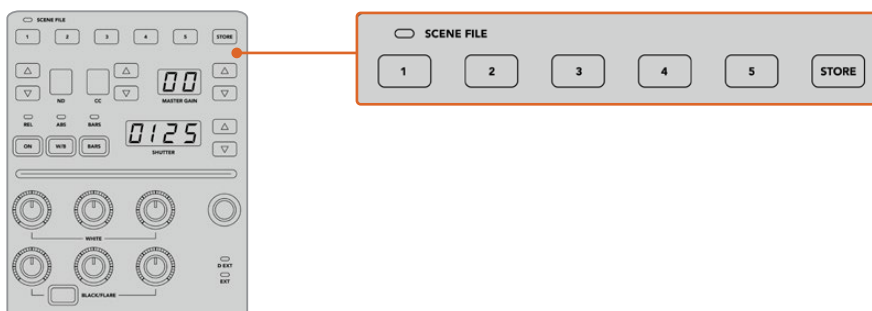 SCENE FILE
1 2 3 4 5 STORE
ND CC 00 MASTER GAIN
REL ABS BARS
ON W/B BARS 0125 SHUTTER
WHITE
D EXT
EXT
BLACK/FLARE
SCENE FILE
1 2 3 4 5 STORE